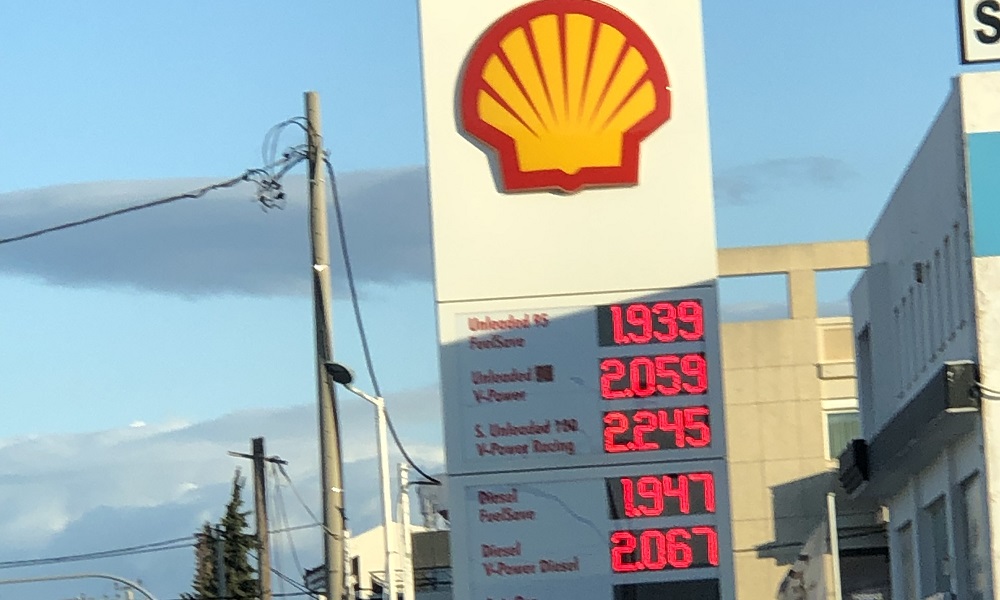 S
Unleaded 95
FuelSave
1.939
Unleaded
V-Power
2.059
S. Unleaded 100
V-Power Racing
2.245
Diesel
FuelSave
1.947
Diesel
V-Power Diesel
2.067